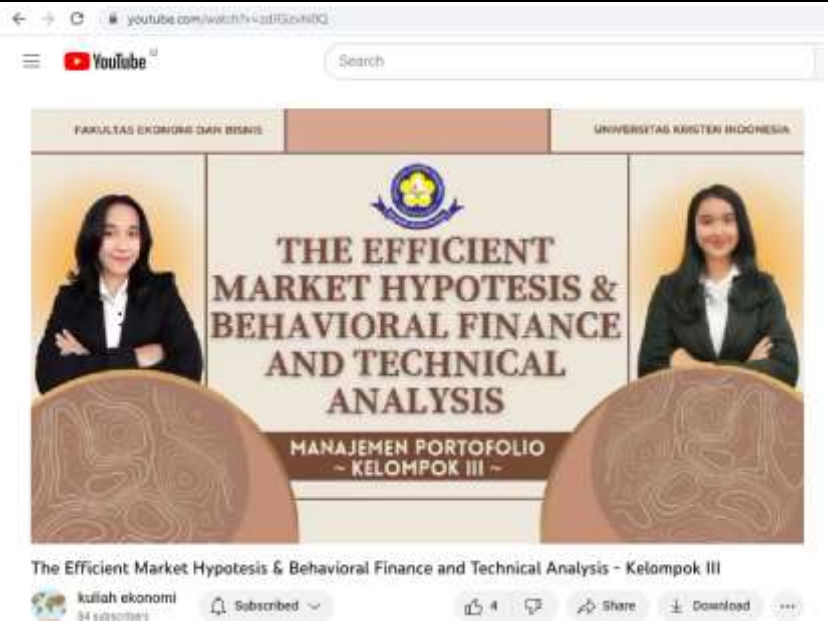 YouTube
Search
FAKULTAS EKONOMI DAN BISNIS
UNIVERSITAS KRISTEN INDONESIA
THE EFFICIENT
MARKET HYPOTESIS &
BEHAVIORAL FINANCE
AND TECHNICAL
ANALYSIS
MANAJEMEN PORTOFOLIO
~ KELOMPOK III ~
The Efficient Market Hypotesis & Behavioral Finance and Technical Analysis - Kelompok III
kuliah ekonomi
Subscribed
4
Share
Download
subscribers